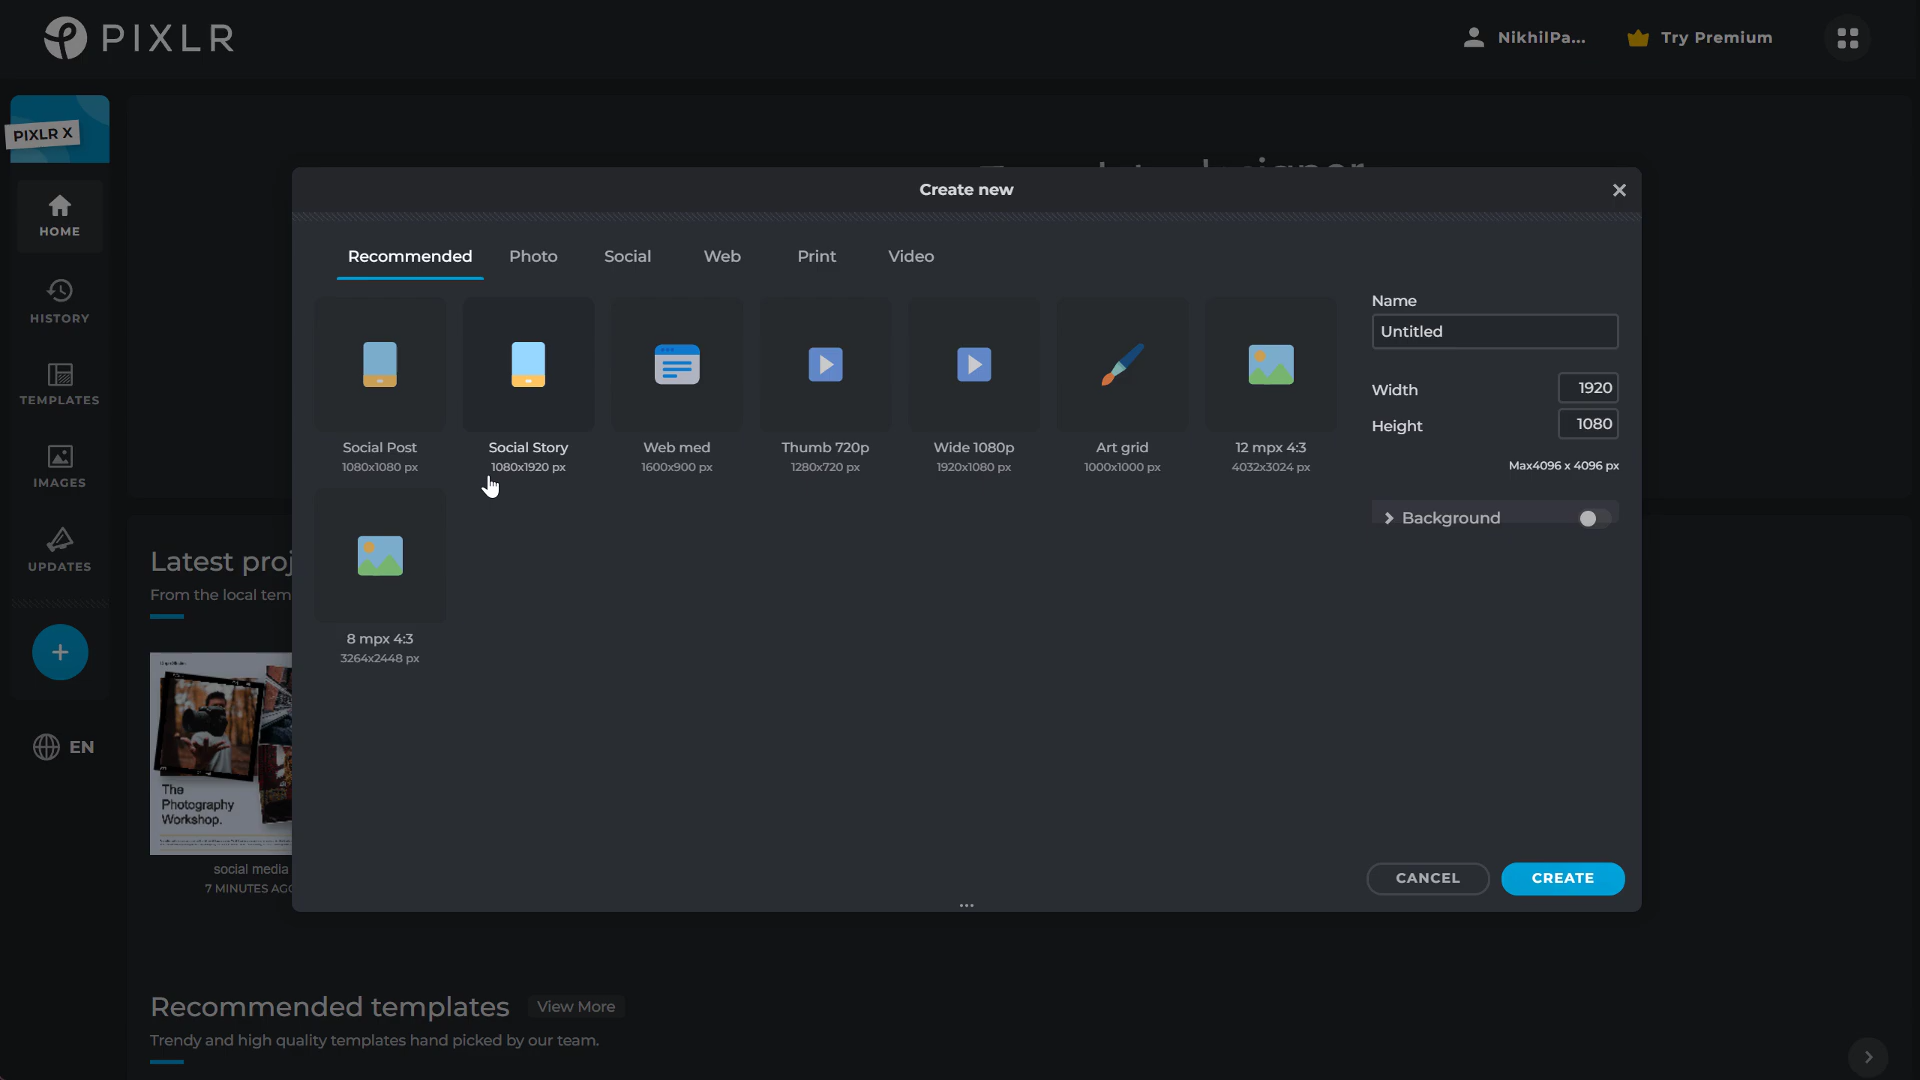 PIXLR
NikhilPa...
Try Premium
PIXLR X
HOME
HISTORY
TEMPLATES
IMAGES
UPDATES
EN
Create new
Recommended
Photo
Social
Web
Print
Video
Social Post
1080x1080 px
Social Story
1080x1920 px
Web med
1600x900 px
Thumb 720p
1280x720 px
Wide 1080p
1920x1080 px
Art grid
1000x1000 px
12 mpx 4:3
4032x3024 px
8 mpx 4:3
3264x2448 px
Name
Untitled
Width
1920
Height
1080
Max4096 x 4096 px
Background
CANCEL
CREATE
Latest proj
From the local tem
The
Photography
Workshop.
social media
7 MINUTES AGO
Recommended templates
View More
Trendy and high quality templates hand picked by our team.